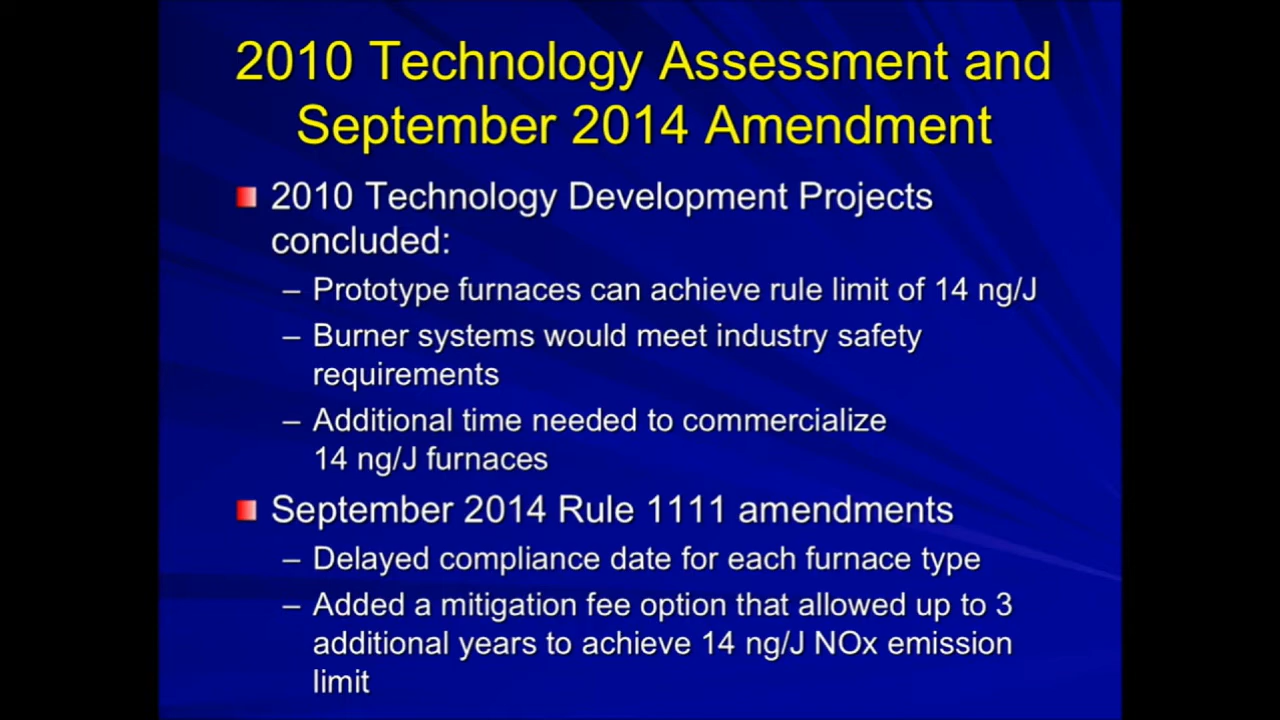 2010 Technology Assessment and
September 2014 Amendment
2010 Technology Development Projects
concluded:
– Prototype furnaces can achieve rule limit of 14 ng/J
– Burner systems would meet industry safety
requirements
– Additional time needed to commercialize
14 ng/J furnaces
September 2014 Rule 1111 amendments
– Delayed compliance date for each furnace type
– Added a mitigation fee option that allowed up to 3
additional years to achieve 14 ng/J NOx emission
limit